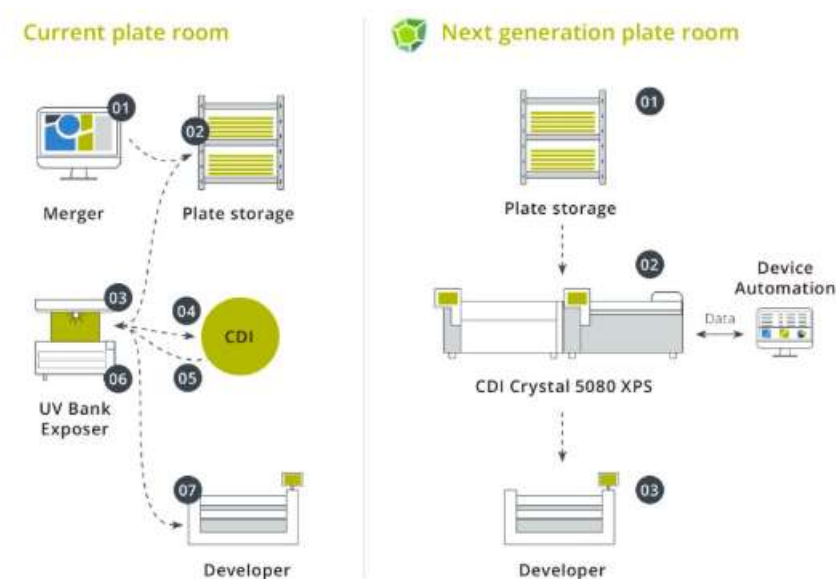 Current plate room
01
02
Merger
Plate storage
03
04
CDI
05
06
UV Bank
Exposer
07
Developer
Next generation plate room
01
Plate storage
02
Device
Automation
Data
CDI Crystal 5080 XPS
03
Developer